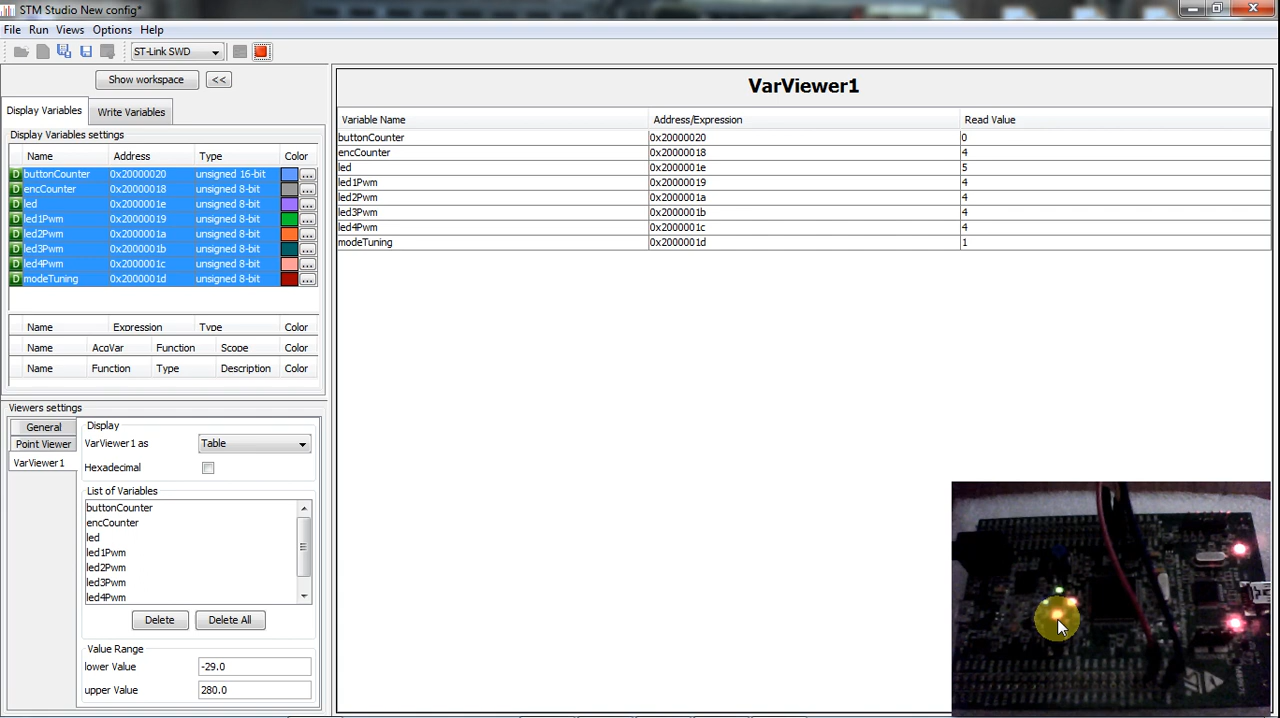 STM Studio New config*
File Run Views Options Help
ST-Link SWD
Show workspace <<
Display Variables Write Variables
Display Variables settings
Name Address Type Color
D buttonCounter 0x20000020 unsigned 16-bit ...
D encCounter 0x20000018 unsigned 8-bit ...
D led 0x2000001e unsigned 8-bit ...
D led1Pwm 0x20000019 unsigned 8-bit ...
D led2Pwm 0x2000001a unsigned 8-bit ...
D led3Pwm 0x2000001b unsigned 8-bit ...
D led4Pwm 0x2000001c unsigned 8-bit ...
D modeTuning 0x2000001d unsigned 8-bit ...
Name Expression Type Color
Name AcqVar Function Scope Color
Name Function Type Description Color
Viewers settings
General
Point Viewer
VarViewer1
Display
VarViewer1 as Table
Hexadecimal
List of Variables
buttonCounter
encCounter
led
led1Pwm
led2Pwm
led3Pwm
led4Pwm
Delete Delete All
Value Range
lower Value -29.0
upper Value 280.0
VarViewer1
Variable Name Address/Expression Read Value
buttonCounter 0x20000020 0
encCounter 0x20000018 4
led 0x2000001e 5
led1Pwm 0x20000019 4
led2Pwm 0x2000001a 4
led3Pwm 0x2000001b 4
led4Pwm 0x2000001c 4
modeTuning 0x2000001d 1